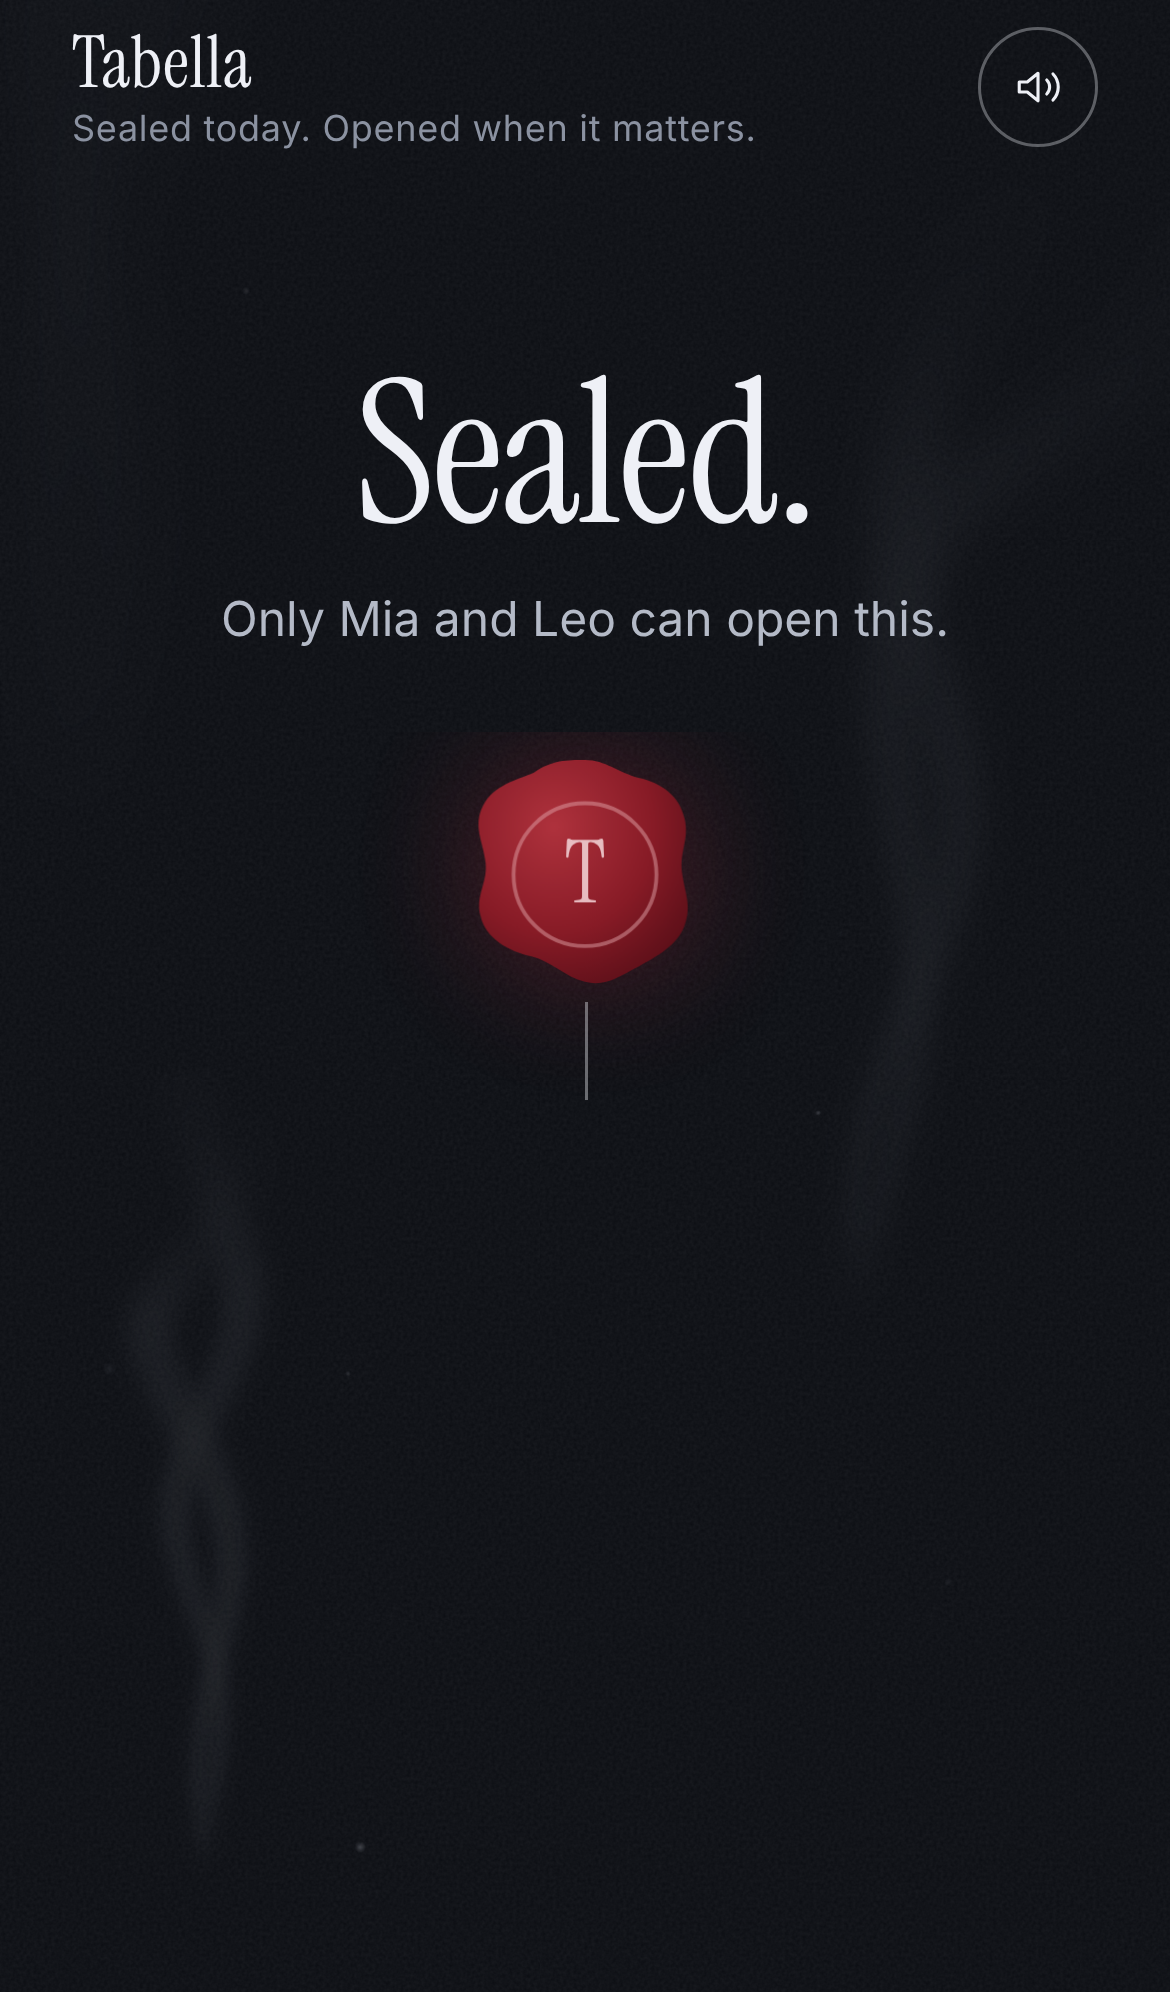 Tabella
Sealed today. Opened when it matters.
Sealed.
Only Mia and Leo can open this.
T